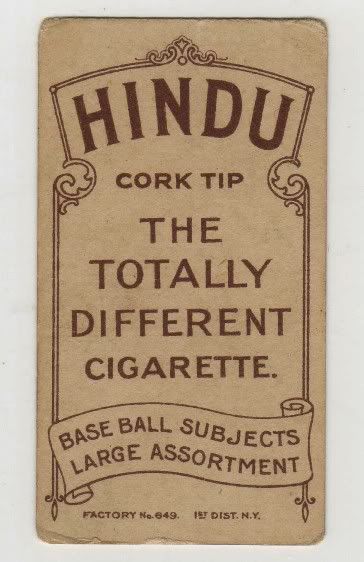 HINDU
CORK TIP
THE
TOTALLY
DIFFERENT
CIGARETTE.
BASE BALL SUBJECTS
LARGE ASSORTMENT
FACTORY No. 649. 1ST DIST. N.Y.